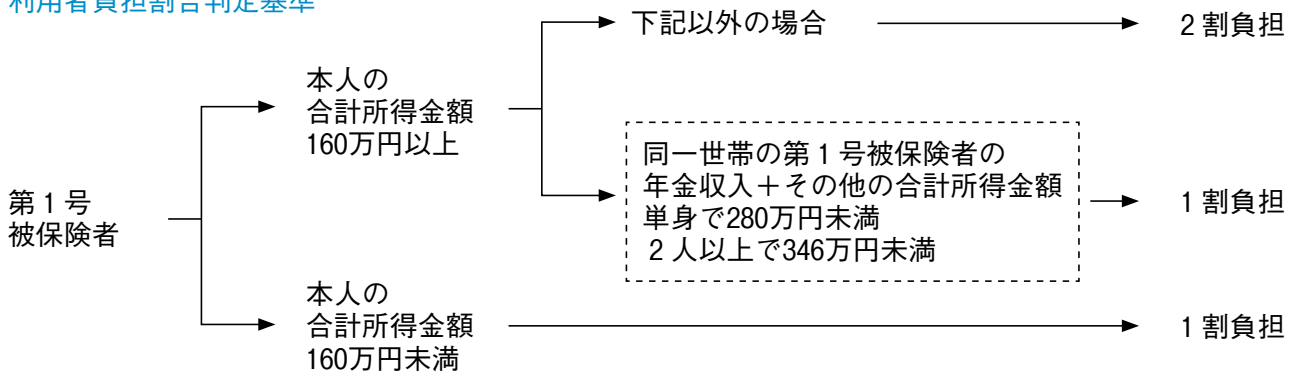 利用者負担割合判定基準
下記以外の場合
2割負担
本人の
合計所得金額
160万円以上
同一世帯の第1号被保険者の
年金収入＋その他の合計所得金額
単身で280万円未満
2人以上で346万円未満
1割負担
第1号
被保険者
本人の
合計所得金額
160万円未満
1割負担